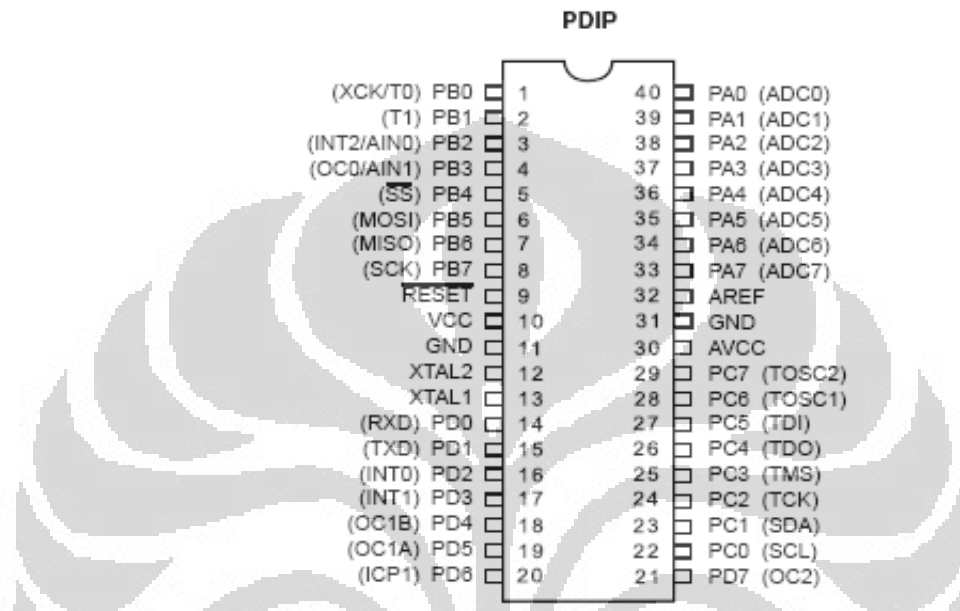 PDIP
(XCK/T0) PB0 1 40 PA0 (ADC0)
(T1) PB1 2 39 PA1 (ADC1)
(INT2/AIN0) PB2 3 38 PA2 (ADC2)
(OC0/AIN1) PB3 4 37 PA3 (ADC3)
(SS) PB4 5 36 PA4 (ADC4)
(MOSI) PB5 6 35 PA5 (ADC5)
(MISO) PB6 7 34 PA6 (ADC6)
(SCK) PB7 8 33 PA7 (ADC7)
RESET 9 32 AREF
VCC 10 31 GND
GND 11 30 AVCC
XTAL2 12 29 PC7 (TOSC2)
XTAL1 13 28 PC6 (TOSC1)
(RXD) PD0 14 27 PC5 (TDI)
(TXD) PD1 15 26 PC4 (TDO)
(INT0) PD2 16 25 PC3 (TMS)
(INT1) PD3 17 24 PC2 (TCK)
(OC1B) PD4 18 23 PC1 (SDA)
(OC1A) PD5 19 22 PC0 (SCL)
(ICP1) PD6 20 21 PD7 (OC2)